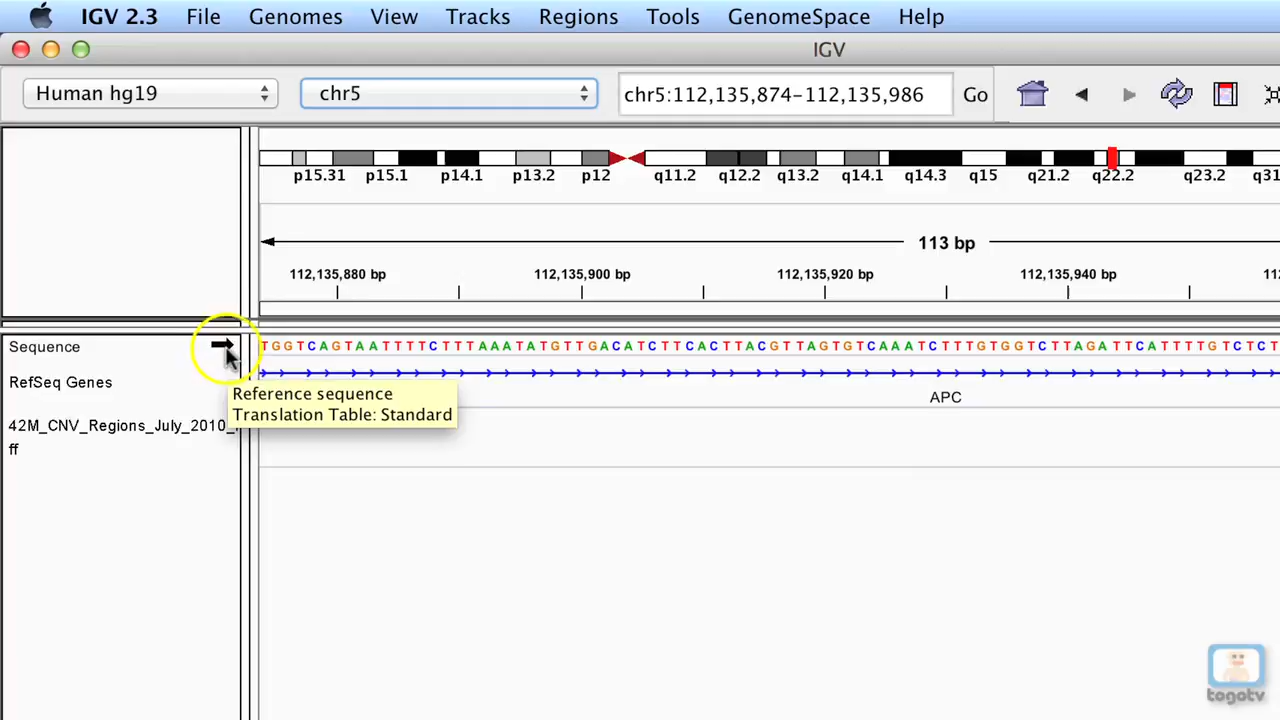 IGV 2.3 File Genomes View Tracks Regions Tools GenomeSpace Help
IGV
Human hg19 chr5 chr5:112,135,874-112,135,986 Go
p15.31 p15.1 p14.1 p13.2 p12 q11.2 q12.2 q13.2 q14.1 q14.3 q15 q21.2 q22.2 q23.2 q31
113 bp
112,135,880 bp 112,135,900 bp 112,135,920 bp 112,135,940 bp 112
Sequence TGGTCAGTAATTTTCTTTAAATATGTTGACATCTTCACTTACGTTAGTGTCAAATCTTTGTGGTCTTAGATTCATTTTGTCTCT
RefSeq Genes
Reference sequence
Translation Table: Standard
APC
42M_CNV_Regions_July_2010_
ff
togotv